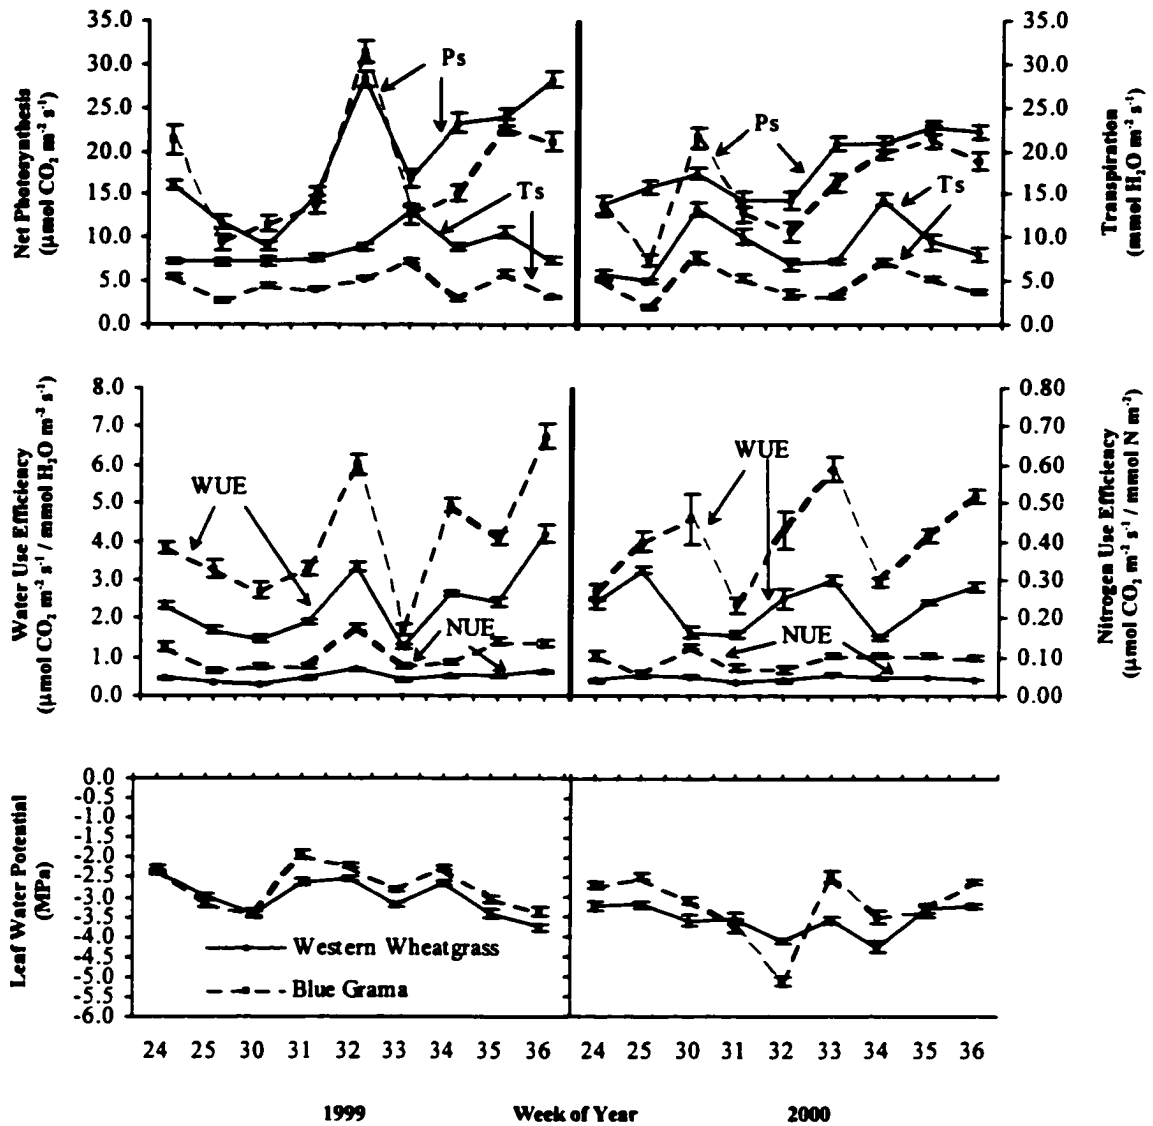 Net Photosynthesis
(µmol CO₂ m⁻² s⁻¹)
35.0
30.0
25.0
20.0
15.0
10.0
5.0
0.0
Ps
Ts
Ps
Ts
35.0
30.0
25.0
20.0
15.0
10.0
5.0
0.0
Transpiration
(mmol H₂O m⁻² s⁻¹)
Water Use Efficiency
(µmol CO₂ m⁻² s⁻¹ / mmol H₂O m⁻² s⁻¹)
8.0
7.0
6.0
5.0
4.0
3.0
2.0
1.0
0.0
WUE
NUE
WUE
NUE
0.80
0.70
0.60
0.50
0.40
0.30
0.20
0.10
0.00
Nitrogen Use Efficiency
(µmol CO₂ m⁻² s⁻¹ / mmol N m⁻²)
Leaf Water Potential
(MPa)
0.0
-0.5
-1.0
-1.5
-2.0
-2.5
-3.0
-3.5
-4.0
-4.5
-5.0
-5.5
-6.0
Western Wheatgrass
Blue Grama
24 25 30 31 32 33 34 35 36 24 25 30 31 32 33 34 35 36
1999 Week of Year 2000